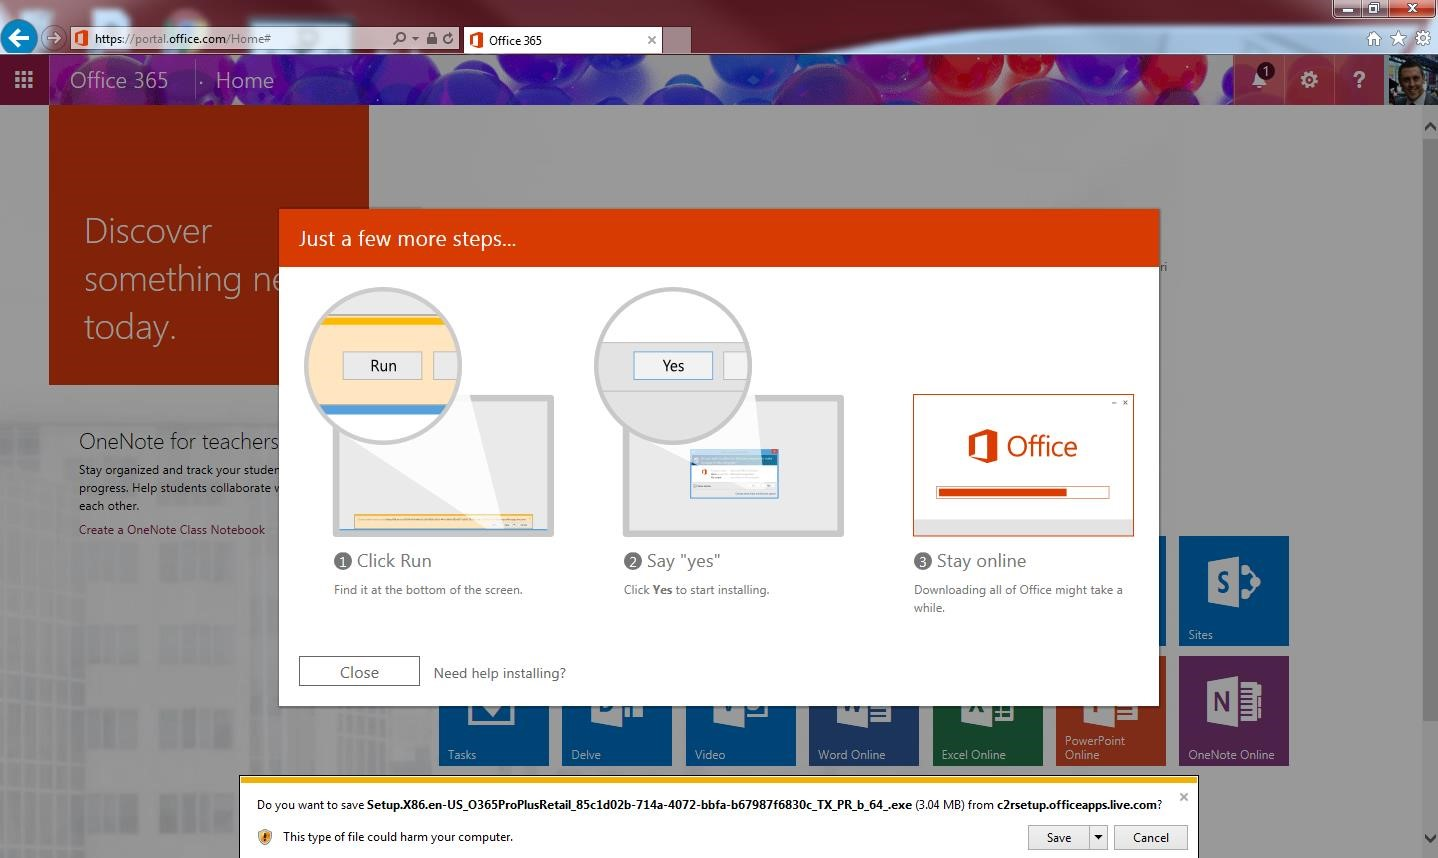 https://portal.office.com/Home#
Office 365
Office 365
Home
1
?
Discover
something ne
today.
Just a few more steps...
ri
Run
Yes
Office
OneNote for teachers
Stay organized and track your studen
progress. Help students collaborate w
each other.
Create a OneNote Class Notebook
1 Click Run
Find it at the bottom of the screen.
2 Say "yes"
Click Yes to start installing.
3 Stay online
Downloading all of Office might take a
while.
Close
Need help installing?
Sites
Tasks
Delve
Video
Word Online
Excel Online
PowerPoint
Online
OneNote Online
Do you want to save Setup.X86.en-US_O365ProPlusRetail_85c1d02b-714a-4072-bbfa-b67987f6830c_TX_PR_b_64_.exe (3.04 MB) from c2rsetup.officeapps.live.com?
This type of file could harm your computer.
Save
Cancel